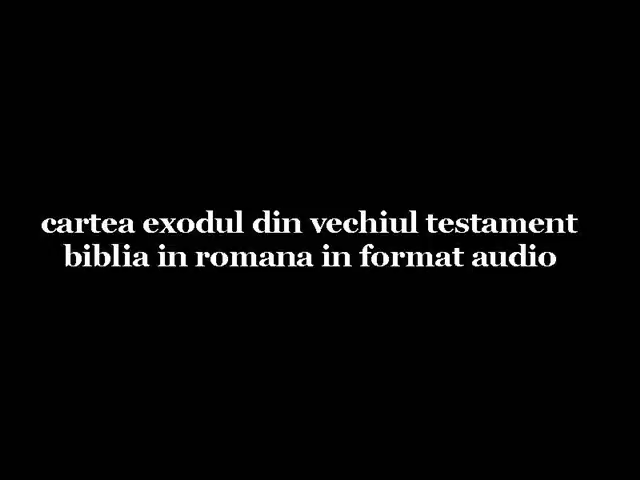 cartea exodul din vechiul testament
biblia in romana in format audio